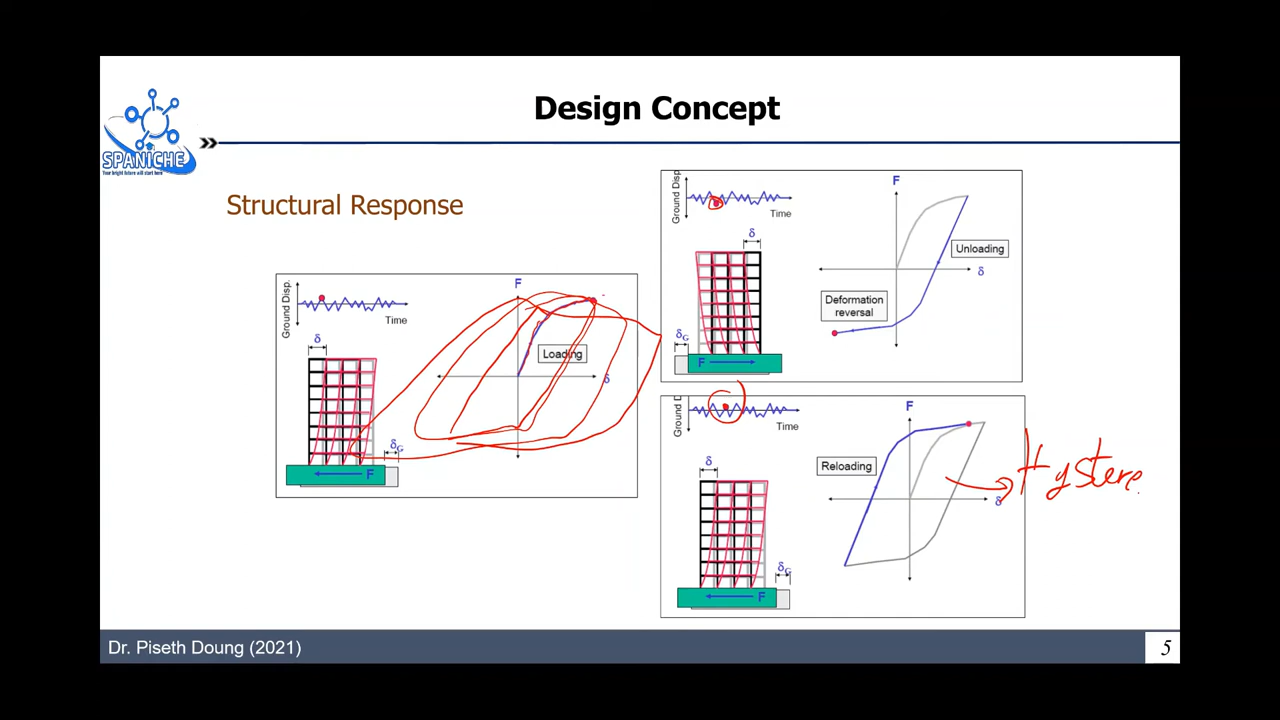 Design Concept
SPANICHE
Your bright future will start here
Structural Response
Ground Disp.
Time
δ
δG
F
F
Loading
δ
Ground Disp
Time
δ
δG
F
F
Unloading
δ
Deformation
reversal
Ground D
Time
δ
δG
F
F
Reloading
δ
Hystere
Dr. Piseth Doung (2021)
5